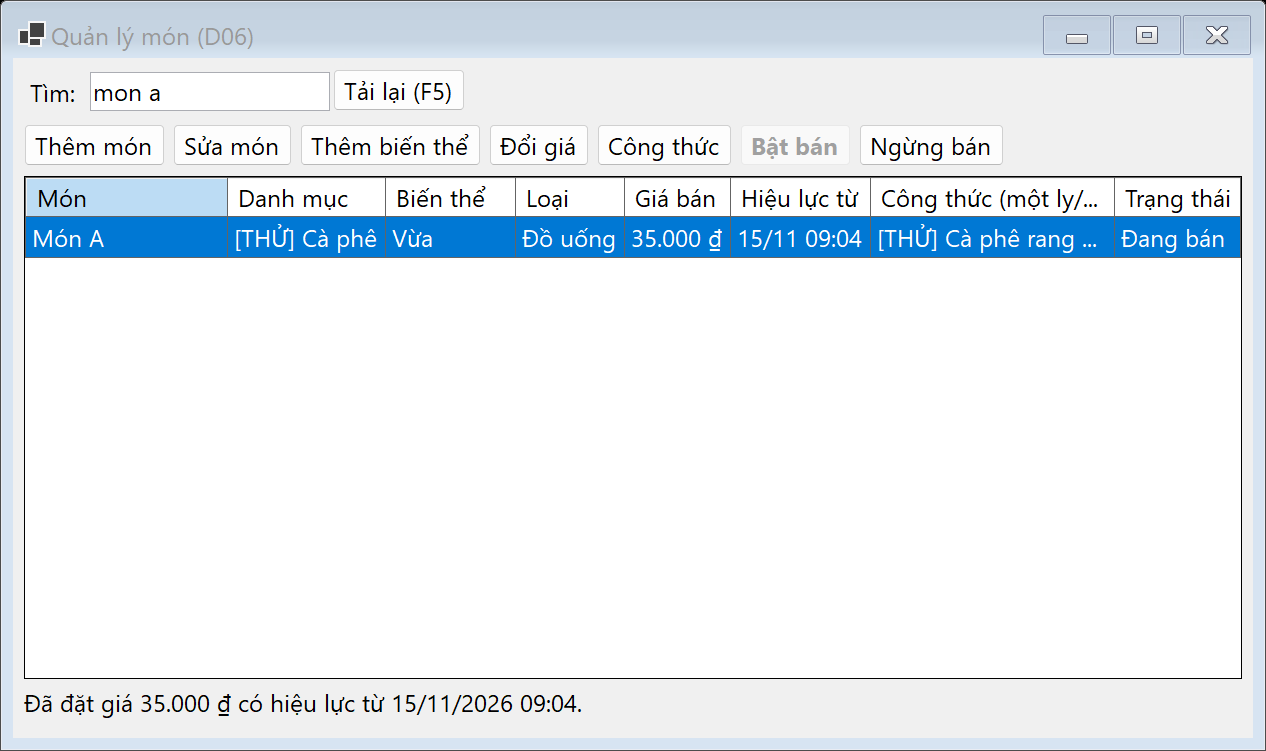 Quản lý món (D06)
Tìm: mon a Tải lại (F5)
Thêm món Sửa món Thêm biến thể Đổi giá Công thức Bật bán Ngừng bán
Món Danh mục Biến thể Loại Giá bán Hiệu lực từ Công thức (một ly/... Trạng thái
Món A [THỬ] Cà phê Vừa Đồ uống 35.000 ₫ 15/11 09:04 [THỬ] Cà phê rang ... Đang bán
Đã đặt giá 35.000 ₫ có hiệu lực từ 15/11/2026 09:04.